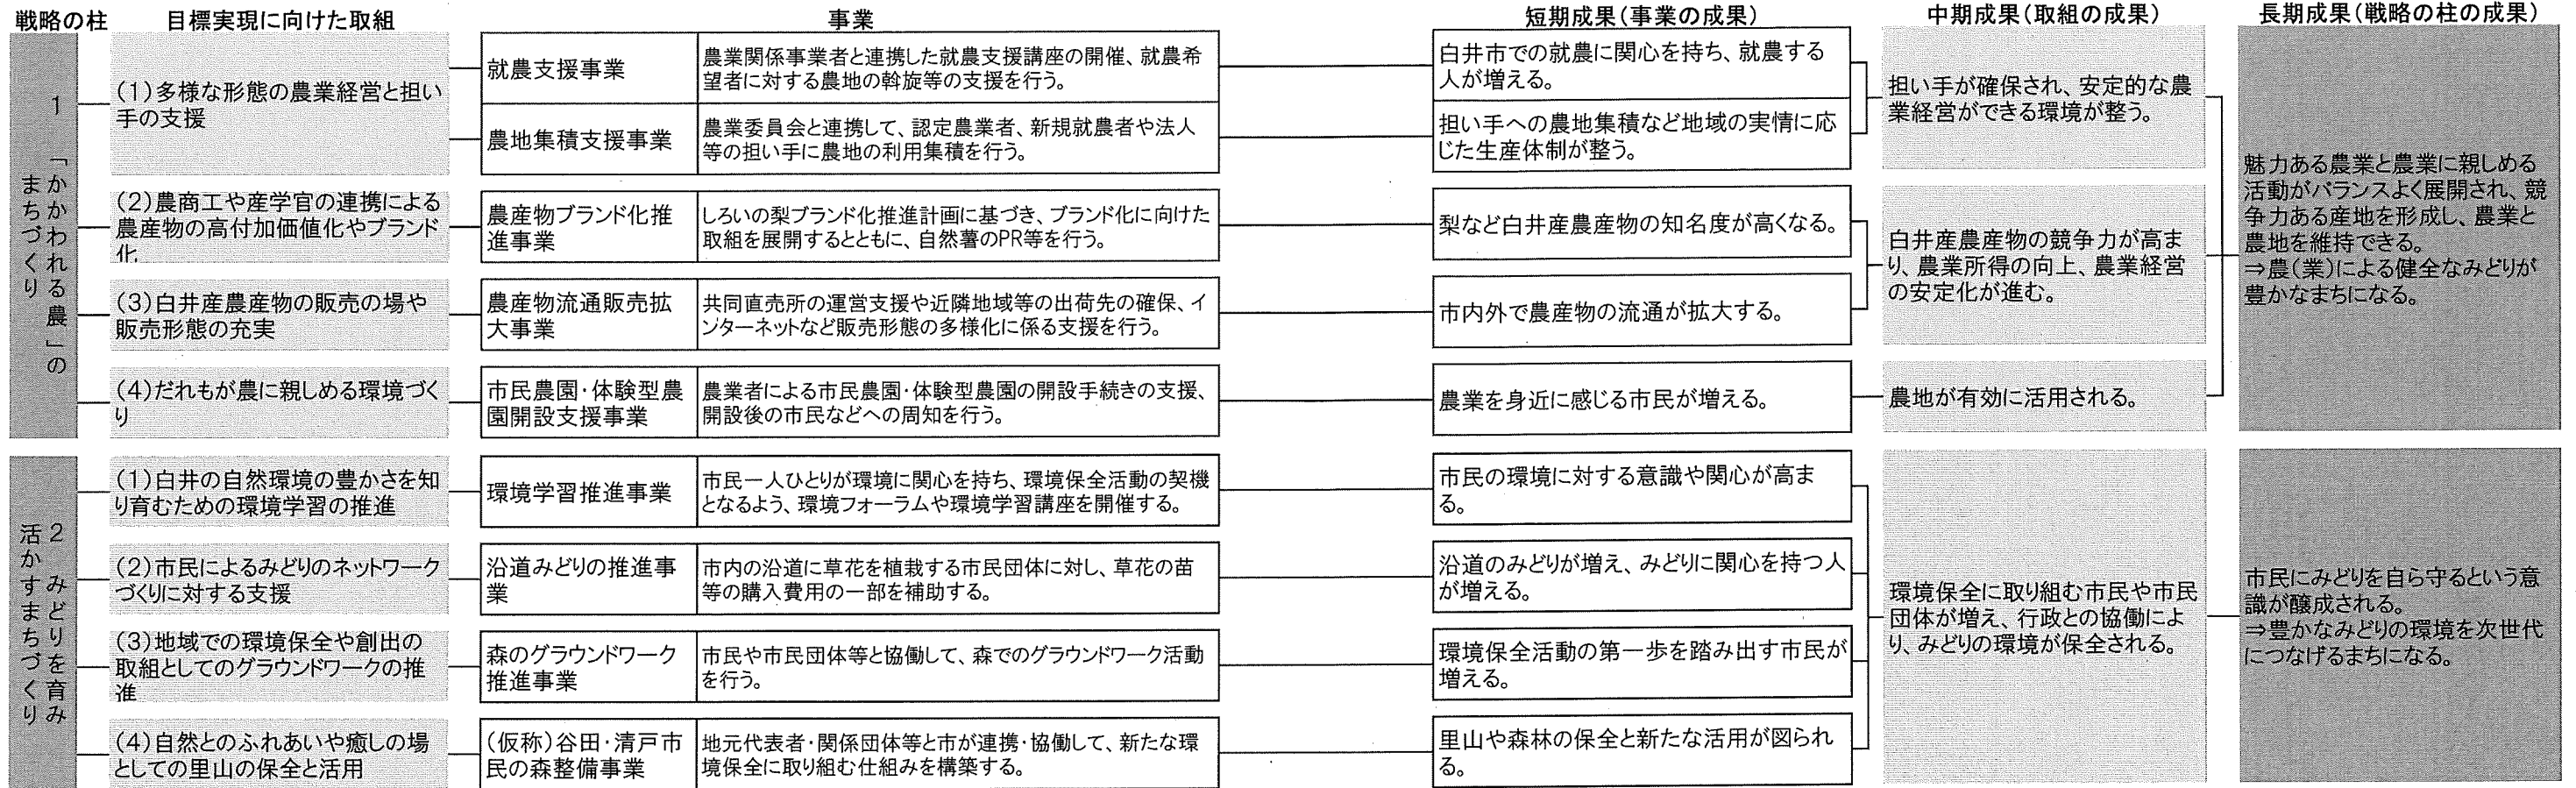 戦略の柱 目標実現に向けた取組 事業 短期成果(事業の成果) 中期成果(取組の成果) 長期成果(戦略の柱の成果)
1 「かかわれる農」の
まちづくり
(1)多様な形態の農業経営と担い
手の支援
就農支援事業
農業関係事業者と連携した就農支援講座の開催、就農希
望者に対する農地の斡旋等の支援を行う。
白井市での就農に関心を持ち、就農する
人が増える。
農地集積支援事業
農業委員会と連携して、認定農業者、新規就農者や法人
等の担い手に農地の利用集積を行う。
担い手への農地集積など地域の実情に応
じた生産体制が整う。
担い手が確保され、安定的な農
業経営ができる環境が整う。
(2)農商工や産学官の連携による
農産物の高付加価値化やブランド
化
農産物ブランド化推
進事業
しろいの梨ブランド化推進計画に基づき、ブランド化に向けた
取組を展開するとともに、自然薯のPR等を行う。
梨など白井産農産物の知名度が高くなる。
(3)白井産農産物の販売の場や
販売形態の充実
農産物流通販売拡
大事業
共同直売所の運営支援や近隣地域等の出荷先の確保、イ
ンターネットなど販売形態の多様化に係る支援を行う。
市内外で農産物の流通が拡大する。
白井産農産物の競争力が高ま
り、農業所得の向上、農業経営
の安定化が進む。
(4)だれもが農に親しめる環境づく
り
市民農園・体験型農
園開設支援事業
農業者による市民農園・体験型農園の開設手続きの支援、
開設後の市民などへの周知を行う。
農業を身近に感じる市民が増える。
農地が有効に活用される。
魅力ある農業と農業に親しめる
活動がバランスよく展開され、競
争力ある産地を形成し、農業と
農地を維持できる。
⇒農(業)による健全なみどりが
豊かなまちになる。
2 みどりを育み
活かすまちづくり
(1)白井の自然環境の豊かさを知
り育むための環境学習の推進
環境学習推進事業
市民一人ひとりが環境に関心を持ち、環境保全活動の契機
となるよう、環境フォーラムや環境学習講座を開催する。
市民の環境に対する意識や関心が高ま
る。
(2)市民によるみどりのネットワーク
づくりに対する支援
沿道みどりの推進事
業
市内の沿道に草花を植栽する市民団体に対し、草花の苗
等の購入費用の一部を補助する。
沿道のみどりが増え、みどりに関心を持つ人
が増える。
(3)地域での環境保全や創出の
取組としてのグラウンドワークの推
進
森のグラウンドワーク
推進事業
市民や市民団体等と協働して、森でのグラウンドワーク活動
を行う。
環境保全活動の第一歩を踏み出す市民が
増える。
(4)自然とのふれあいや癒しの場
としての里山の保全と活用
(仮称)谷田・清戸市
民の森整備事業
地元代表者・関係団体等と市が連携・協働して、新たな環
境保全に取り組む仕組みを構築する。
里山や森林の保全と新たな活用が図られ
る。
環境保全に取り組む市民や市民
団体が増え、行政との協働によ
り、みどりの環境が保全される。
市民にみどりを自ら守るという意
識が醸成される。
⇒豊かなみどりの環境を次世代
につなげるまちになる。